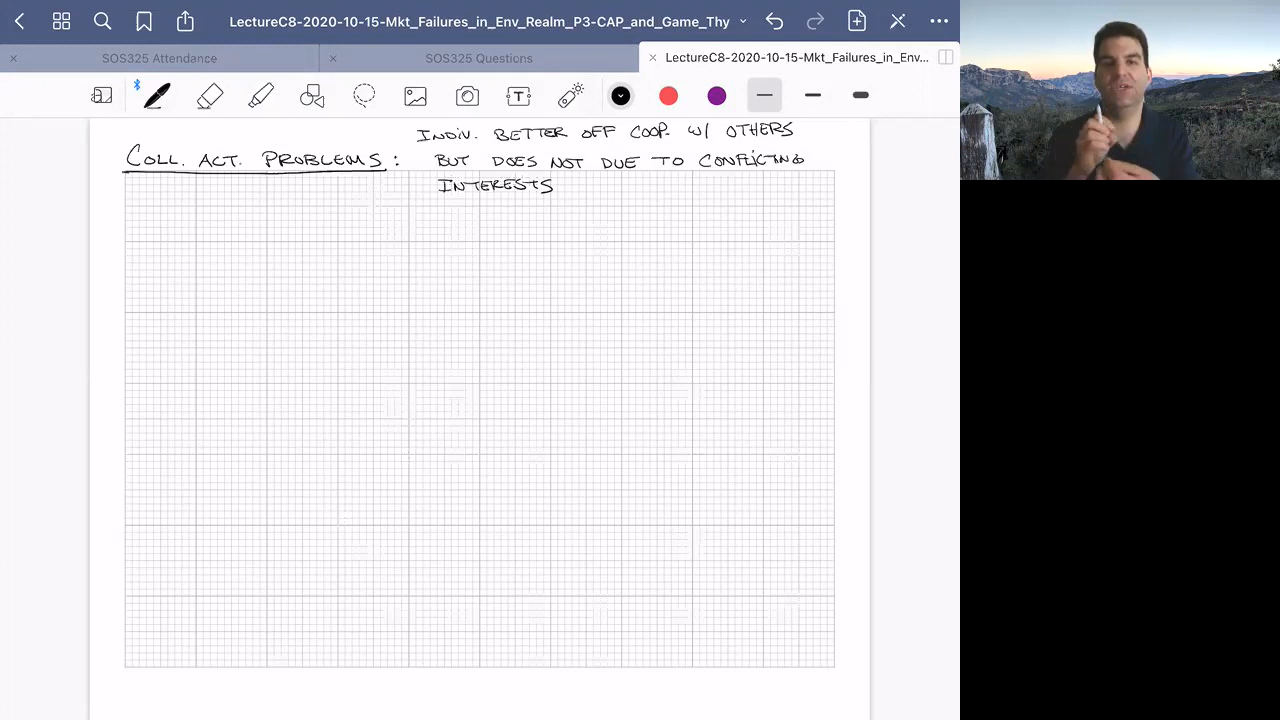 LectureC8-2020-10-15-Mkt_Failures_in_Env_Realm_P3-CAP_and_Game_Thy
SOS325 Attendance
SOS325 Questions
LectureC8-2020-10-15-Mkt_Failures_in_Env...
T
INDIV. BETTER OFF COOP. W/ OTHERS
COLL. ACT. PROBLEMS: BUT DOES NOT DUE TO CONFLICTING
INTERESTS